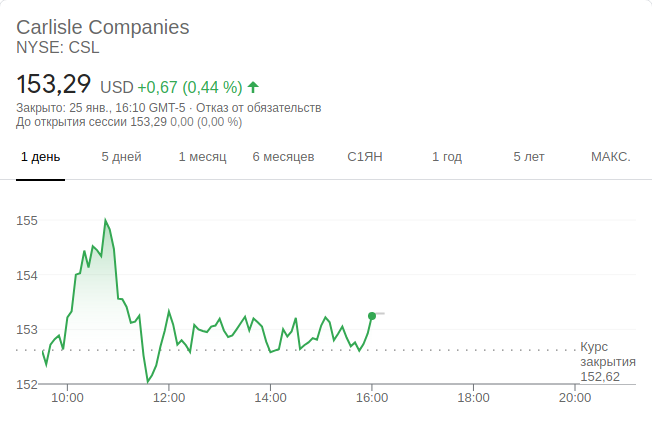 Carlisle Companies
NYSE: CSL
153,29 USD +0,67 (0,44 %)
Закрыто: 25 янв., 16:10 GMT-5 · Отказ от обязательств
До открытия сессии 153,29 0,00 (0,00 %)
1 день 5 дней 1 месяц 6 месяцев С1ЯН 1 год 5 лет МАКС.
155
154
153
Курс
закрытия
152,62
152
10:00 12:00 14:00 16:00 18:00 20:00